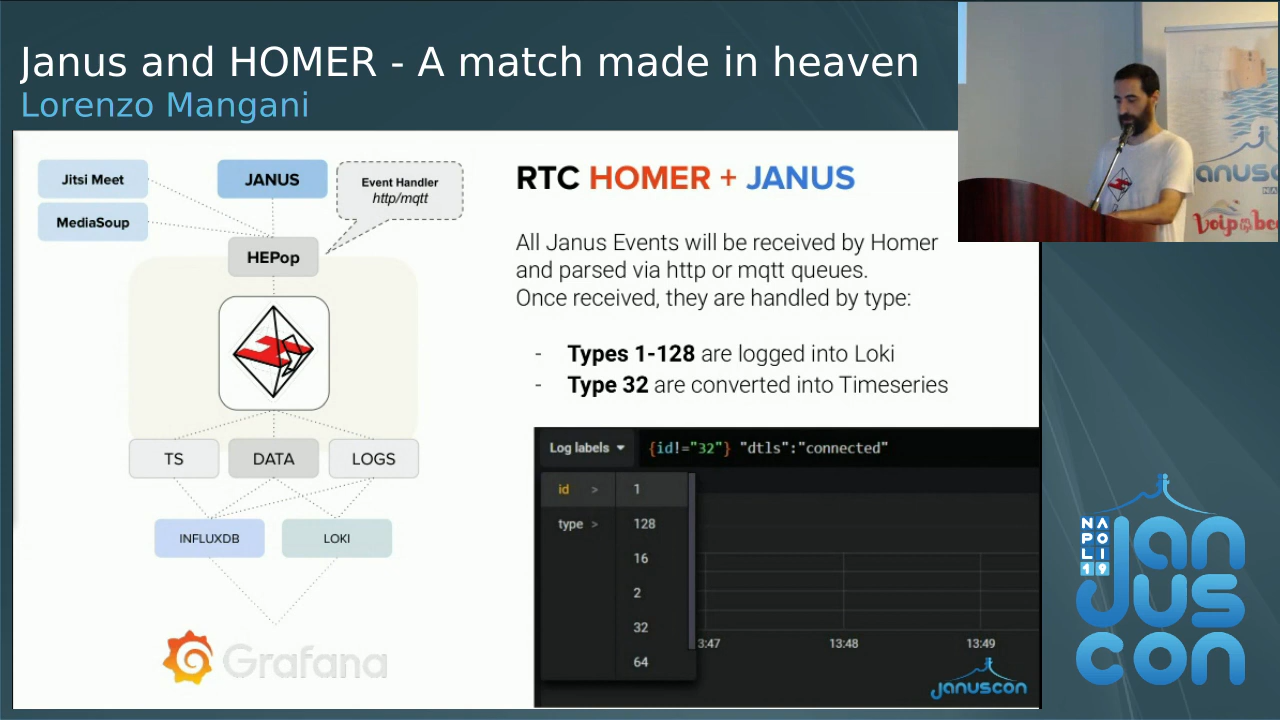 Janus and HOMER - A match made in heaven
Lorenzo Mangani
Jitsi Meet
MediaSoup
JANUS
Event Handler
http/mqtt
HEPop
TS
DATA
LOGS
INFLUXDB
LOKI
Grafana
RTC HOMER + JANUS
All Janus Events will be received by Homer
and parsed via http or mqtt queues.
Once received, they are handled by type:
- Types 1-128 are logged into Loki
- Type 32 are converted into Timeseries
Log labels
{id!="32"} "dtls":"connected"
id >
type >
1
128
16
2
32
64
3:47
13:48
13:49
januscon
anusc
Voip
NAPOLI 19
Janus
con